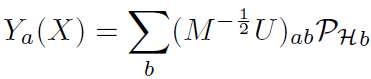 $Y_a(X) = \sum_b (M^{-\frac{1}{2}} U)_{ab} \mathcal{P}_{\mathcal{H}b}$